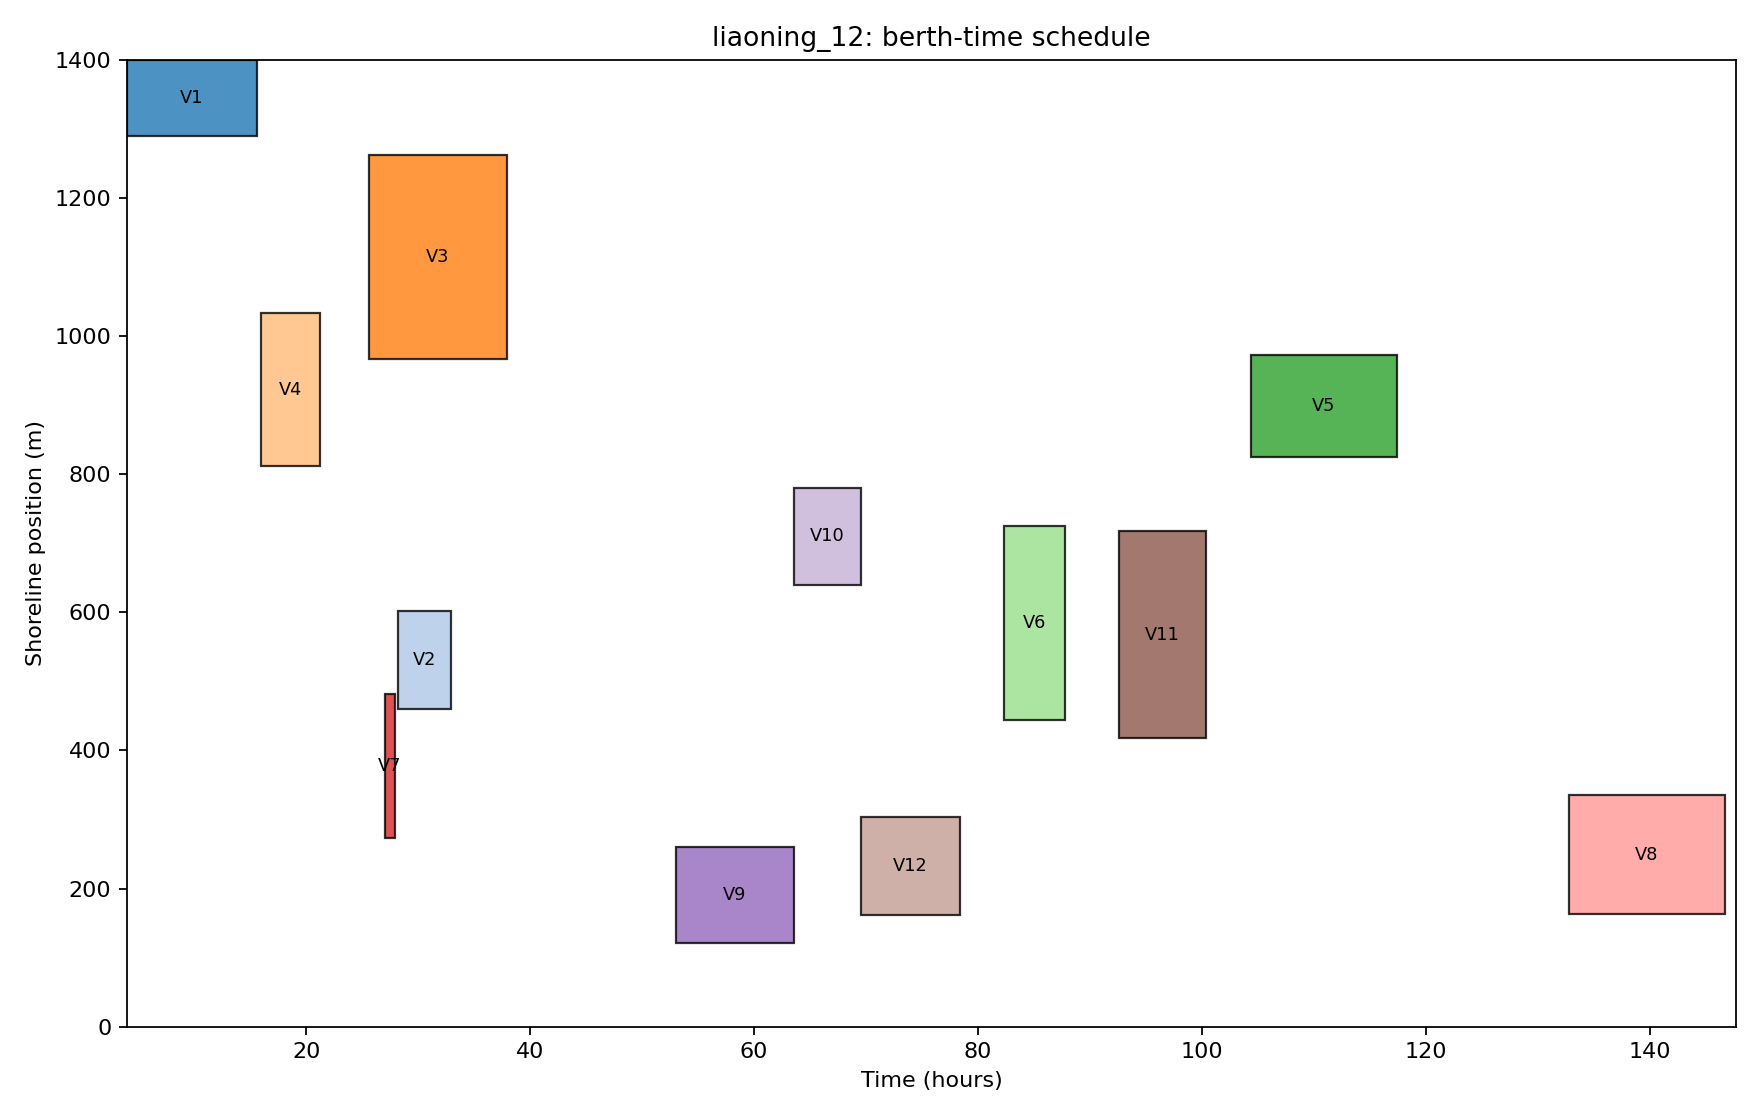 liaoning_12: berth-time schedule
1400
1200
1000
800
600
400
200
0
Shoreline position (m)
V1
V3
V4
V5
V10
V6
V11
V2
V7
V12
V8
V9
20 40 60 80 100 120 140
Time (hours)